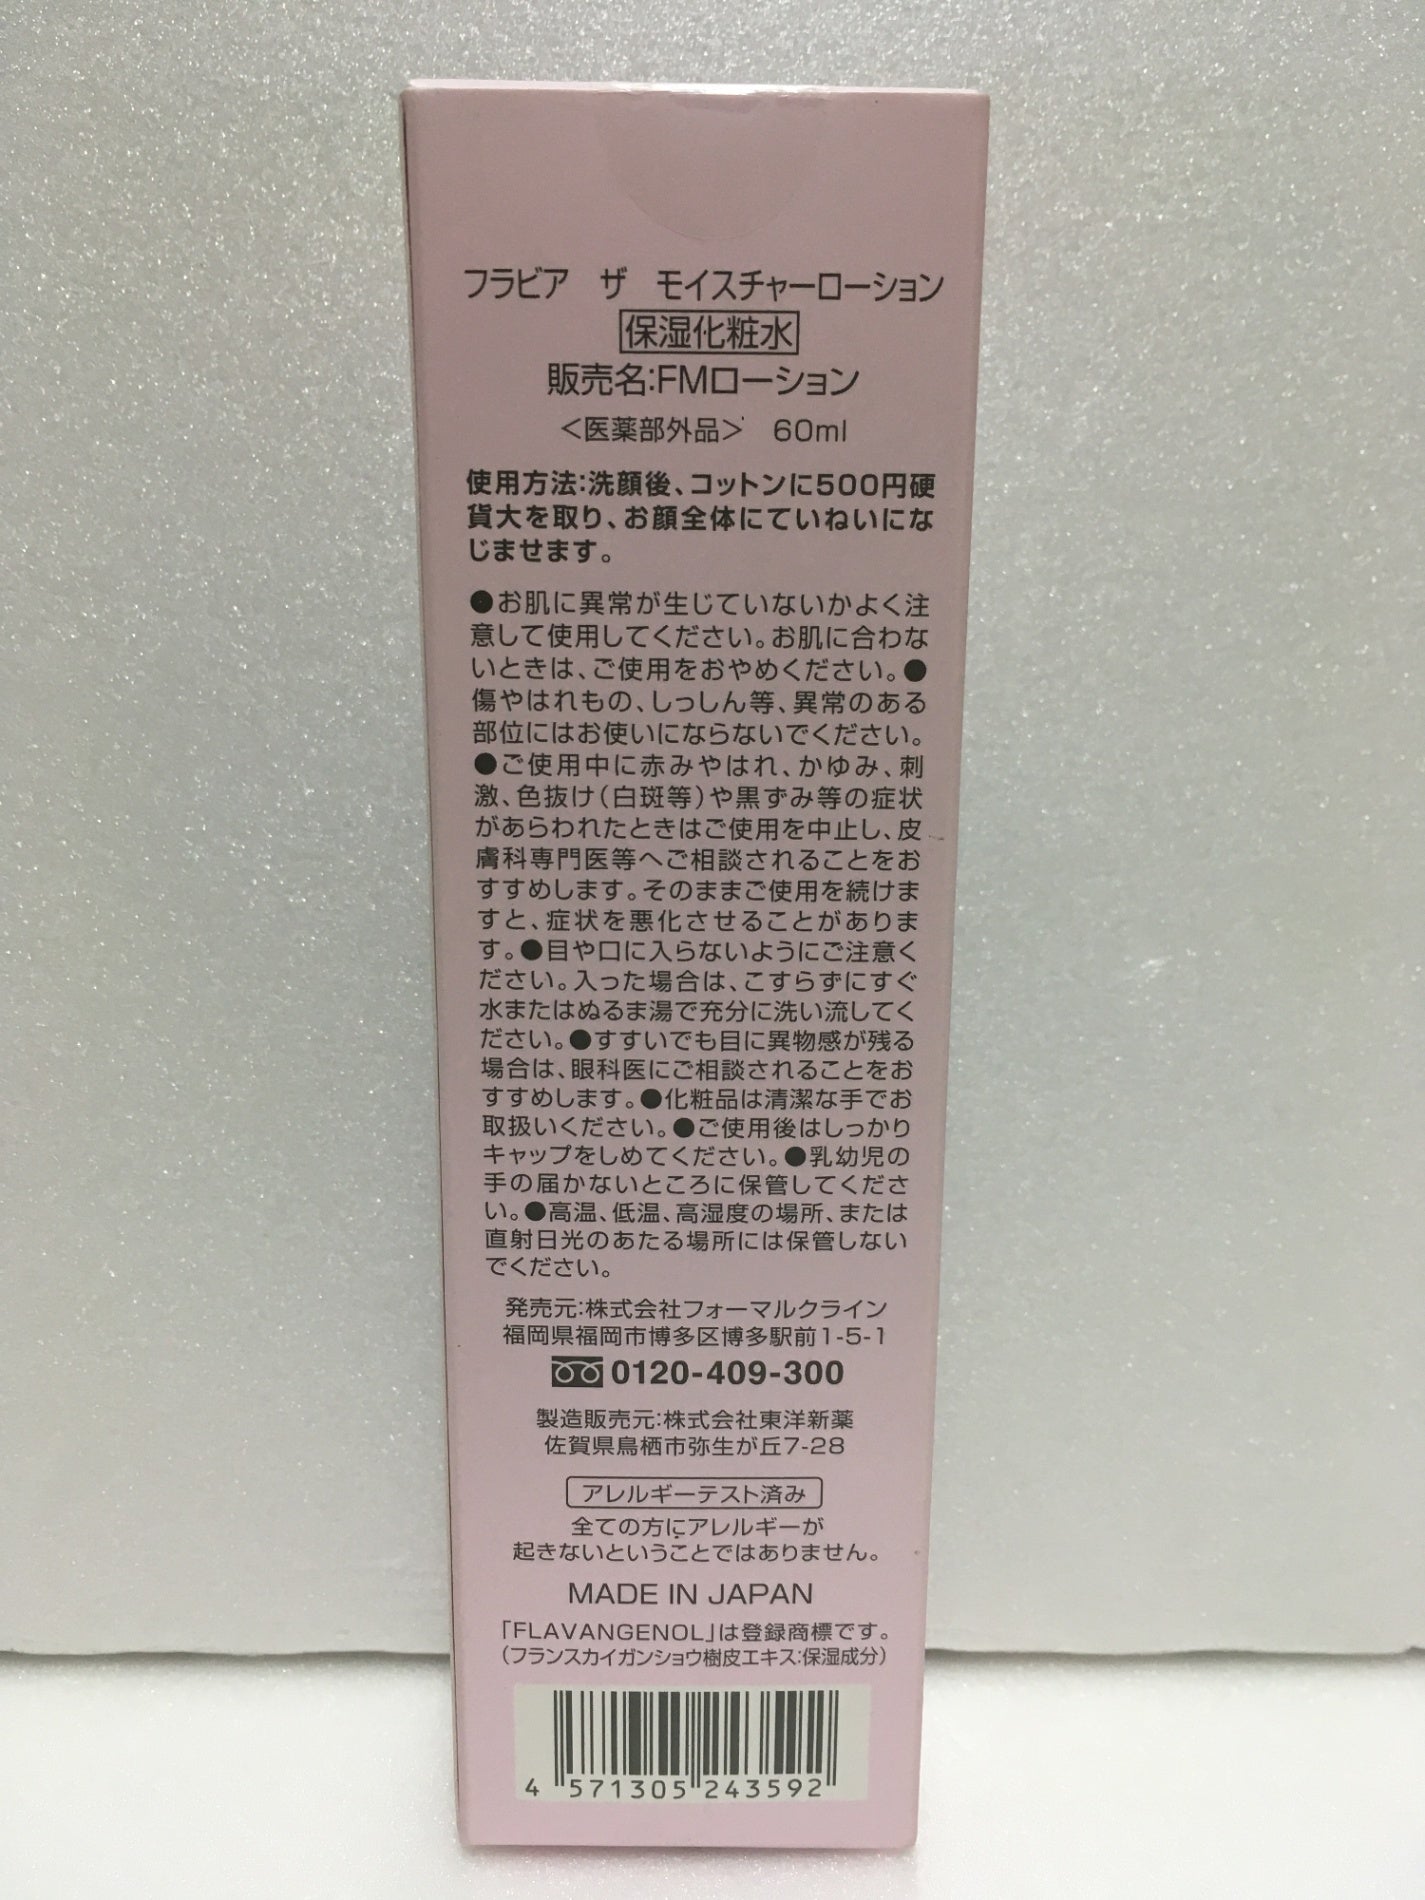 フラビア　ザ　モイスチャーローション
保湿化粧水
販売名:FMローション
<医薬部外品>　60ml
使用方法:洗顔後、コットンに500円硬
貨大を取り、お顔全体にていねいにな
じませます。
●お肌に異常が生じていないかよく注
意して使用してください。お肌に合わな
いときは、ご使用をおやめください。●
傷やはれもの、しっしん等、異常のある
部位にはお使いにならないでください。
●ご使用中に赤みやはれ、かゆみ、刺
激、色抜け(白斑等)や黒ずみ等の症状
があらわれたときはご使用を中止し、皮
膚科専門医等へご相談されることをお
すすめします。そのままご使用を続けま
すと、症状を悪化させることがありま
す。●目や口に入らないようにご注意く
ださい。入った場合は、こすらずにすぐ
水またはぬるま湯で充分に洗い流してく
ださい。●すすいでも目に異物感が残る
場合は、眼科医にご相談されることをお
すすめします。●化粧品は清潔な手でお
取扱いください。●ご使用後はしっかり
キャップをしめてください。●乳幼児の
手の届かないところに保管してくださ
い。●高温、低温、高湿度の場所、または
直射日光のあたる場所には保管しない
でください。
発売元:株式会社フォーマルクライン
福岡県福岡市博多区博多駅前1-5-1
0120-409-300
製造販売元:株式会社東洋新薬
佐賀県鳥栖市弥生が丘7-28
アレルギーテスト済み
全ての方にアレルギーが
起きないということではありません。
MADE IN JAPAN
「FLAVANGENOL」は登録商標です。
(フランスカイガンショウ樹皮エキス:保湿成分)
4 571305 243592